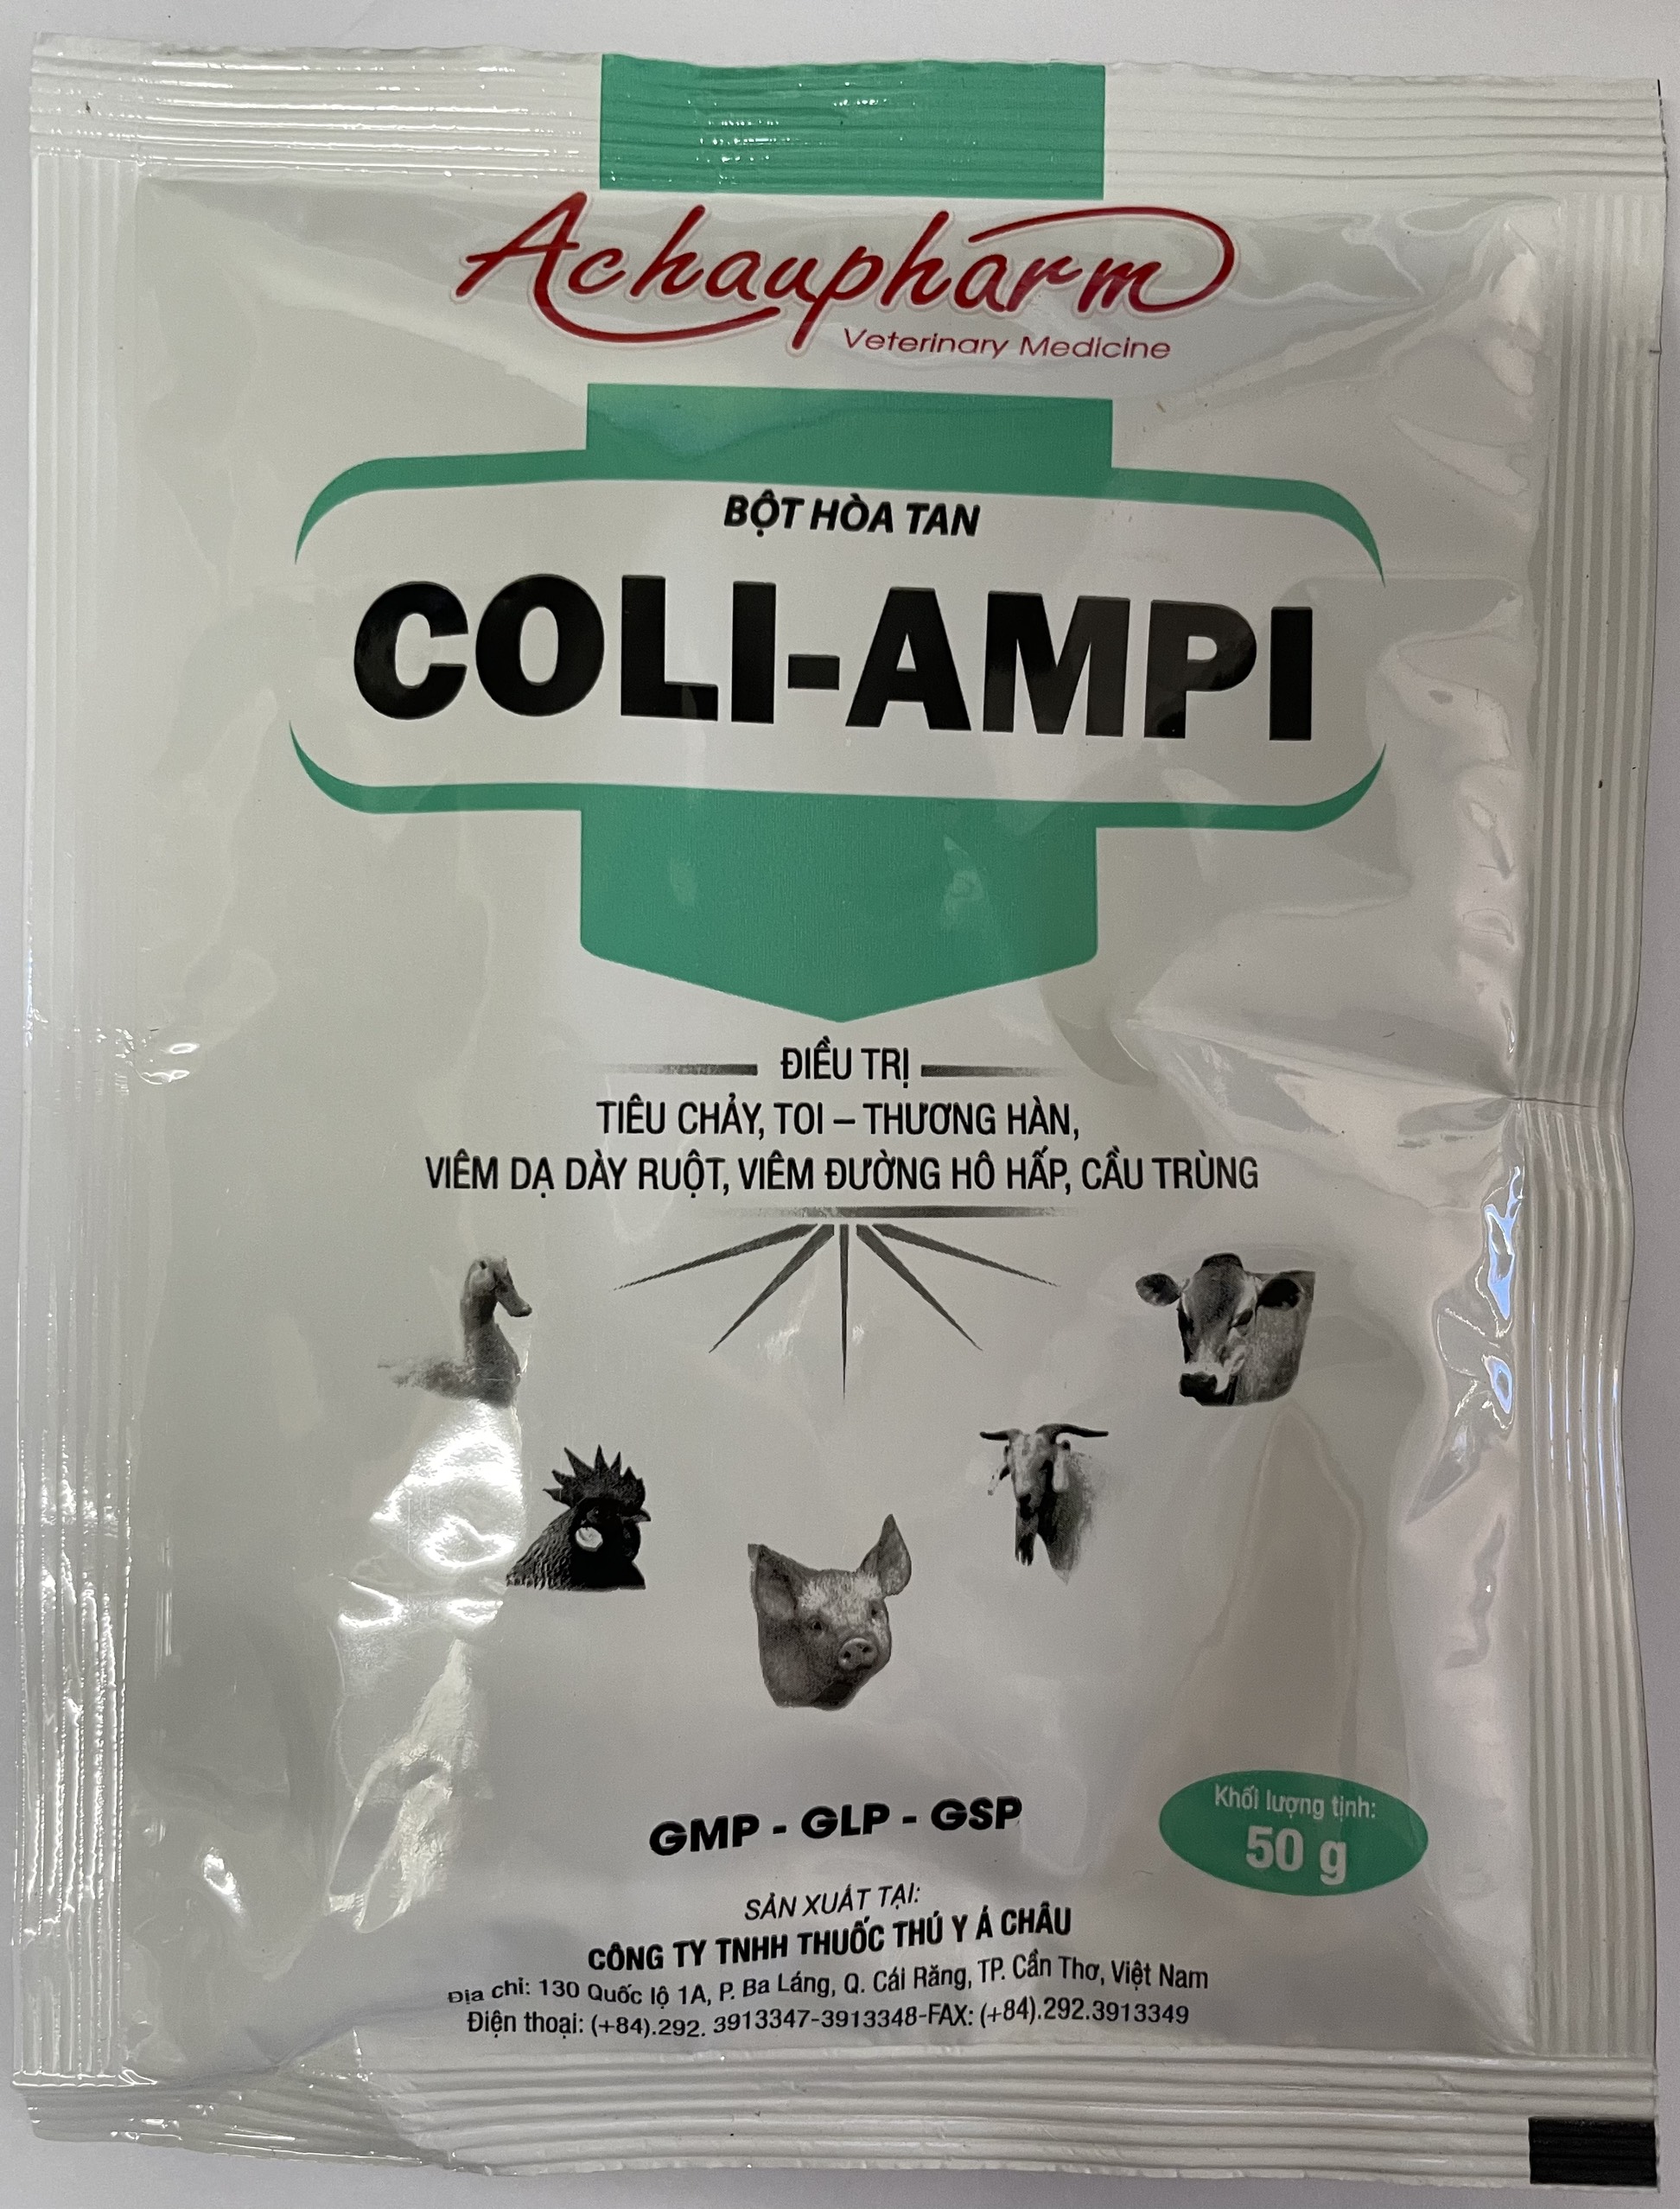 Achaupharm
Veterinary Medicine
BỘT HÒA TAN
COLI-AMPI
ĐIỀU TRỊ
TIÊU CHẢY, TOI – THƯƠNG HÀN,
VIÊM DẠ DÀY RUỘT, VIÊM ĐƯỜNG HÔ HẤP, CẦU TRÙNG
GMP - GLP - GSP
Khối lượng tịnh:
50 g
SẢN XUẤT TẠI:
CÔNG TY TNHH THUỐC THÚ Y Á CHÂU
Địa chỉ: 130 Quốc lộ 1A, P. Ba Láng, Q. Cái Răng, TP. Cần Thơ, Việt Nam
Điện thoại: (+84).292. 3913347-3913348-FAX: (+84).292.3913349